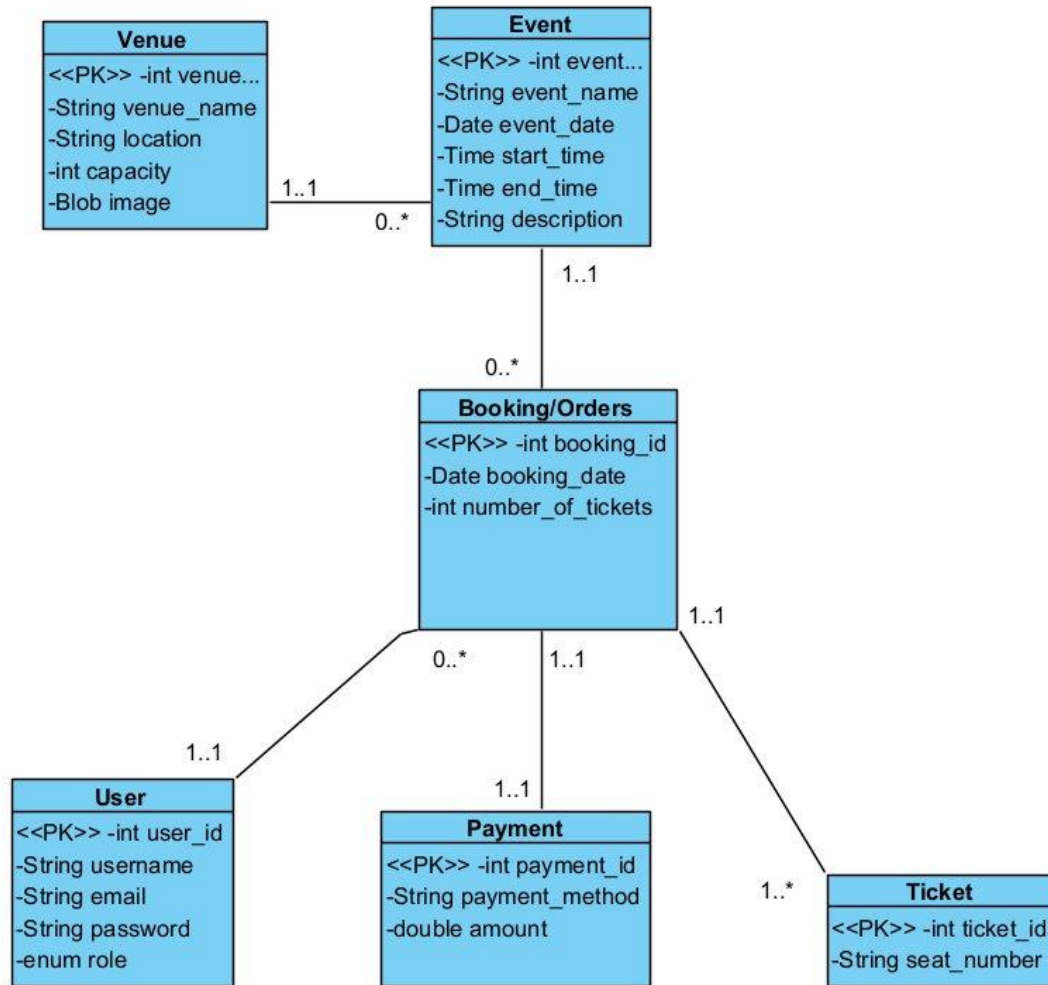 Venue
<<PK>> -int venue...
-String venue_name
-String location
-int capacity
-Blob image
Event
<<PK>> -int event...
-String event_name
-Date event_date
-Time start_time
-Time end_time
-String description
1..1
0..*
1..1
0..*
Booking/Orders
<<PK>> -int booking_id
-Date booking_date
-int number_of_tickets
0..*
1..1
1..1
1..1
1..1
1..*
User
<<PK>> -int user_id
-String username
-String email
-String password
-enum role
Payment
<<PK>> -int payment_id
-String payment_method
-double amount
Ticket
<<PK>> -int ticket_id
-String seat_number